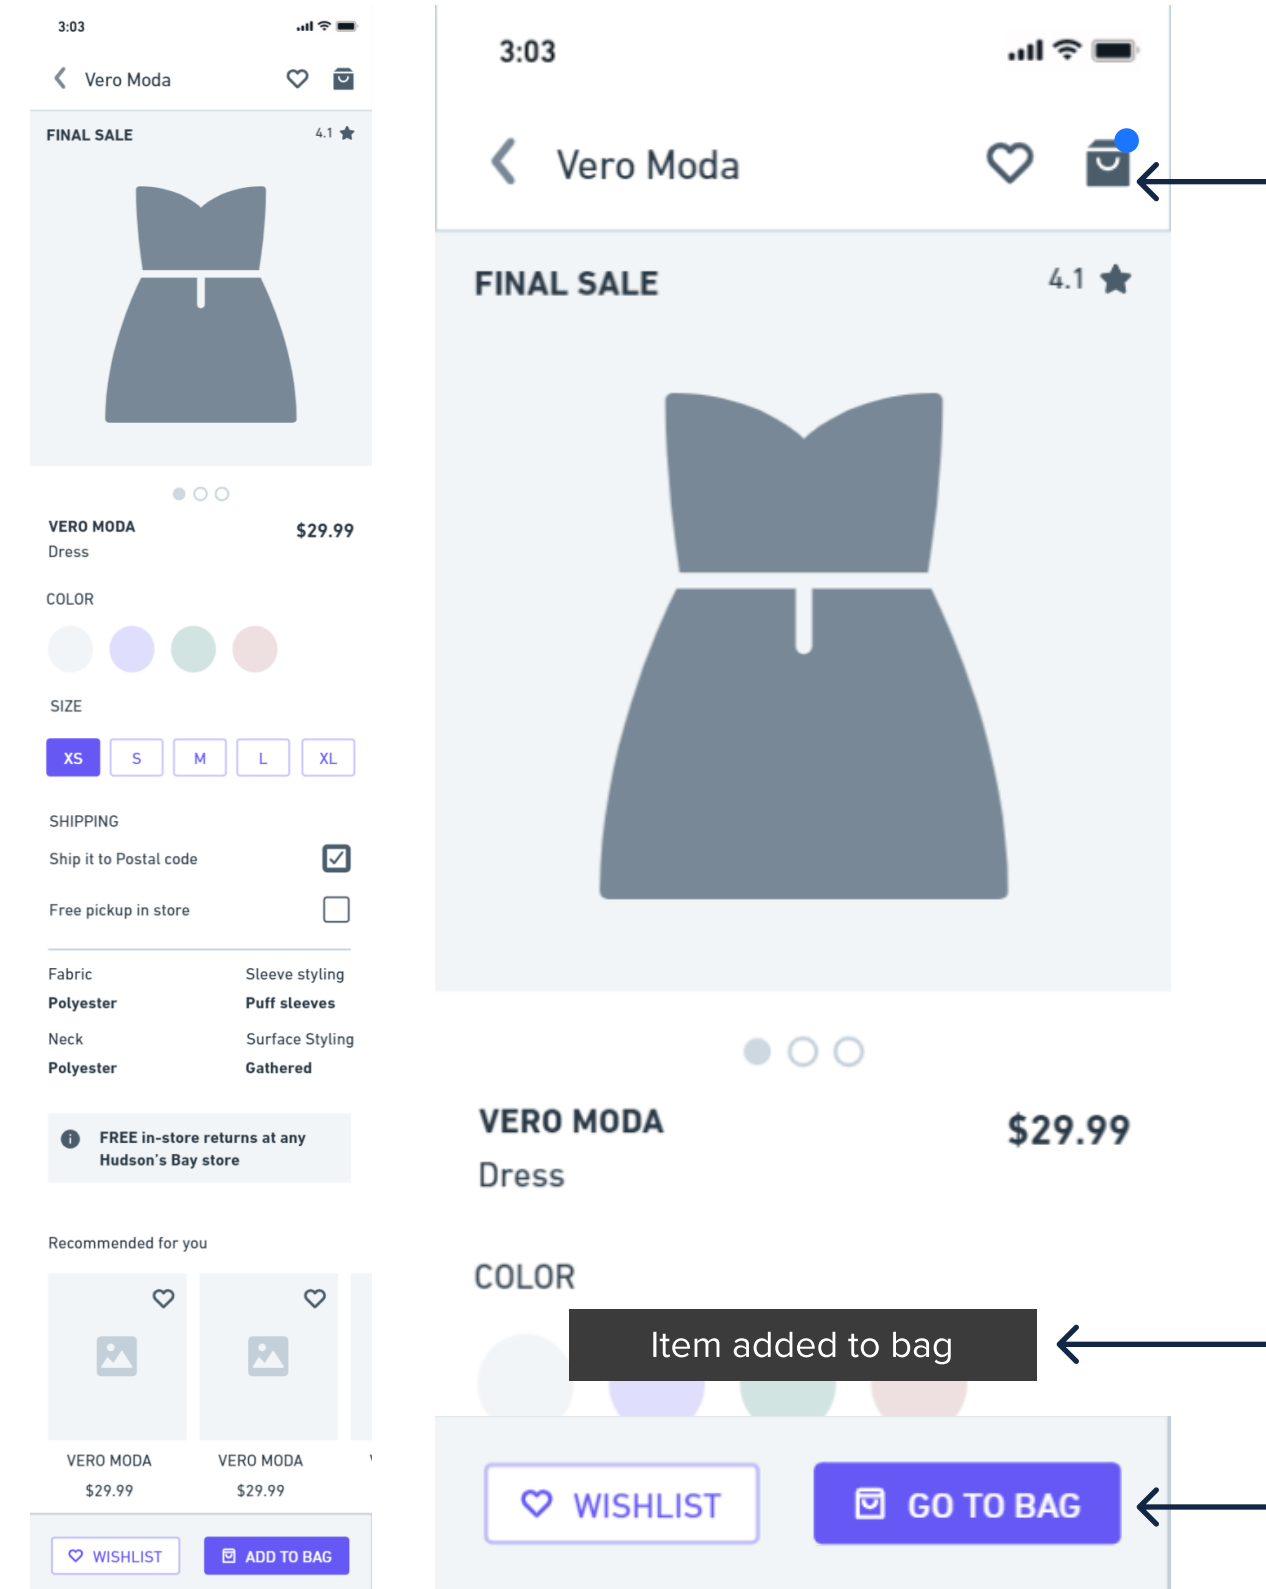 3:03
Vero Moda
FINAL SALE
4.1
VERO MODA
$29.99
Dress
COLOR
SIZE
XS S M L XL
SHIPPING
Ship it to Postal code
Free pickup in store
Fabric Sleeve styling
Polyester Puff sleeves
Neck Surface Styling
Polyester Gathered
FREE in-store returns at any
Hudson's Bay store
Recommended for you
VERO MODA VERO MODA
$29.99 $29.99
WISHLIST ADD TO BAG
3:03
Vero Moda
FINAL SALE
4.1
VERO MODA
$29.99
Dress
COLOR
Item added to bag
WISHLIST GO TO BAG